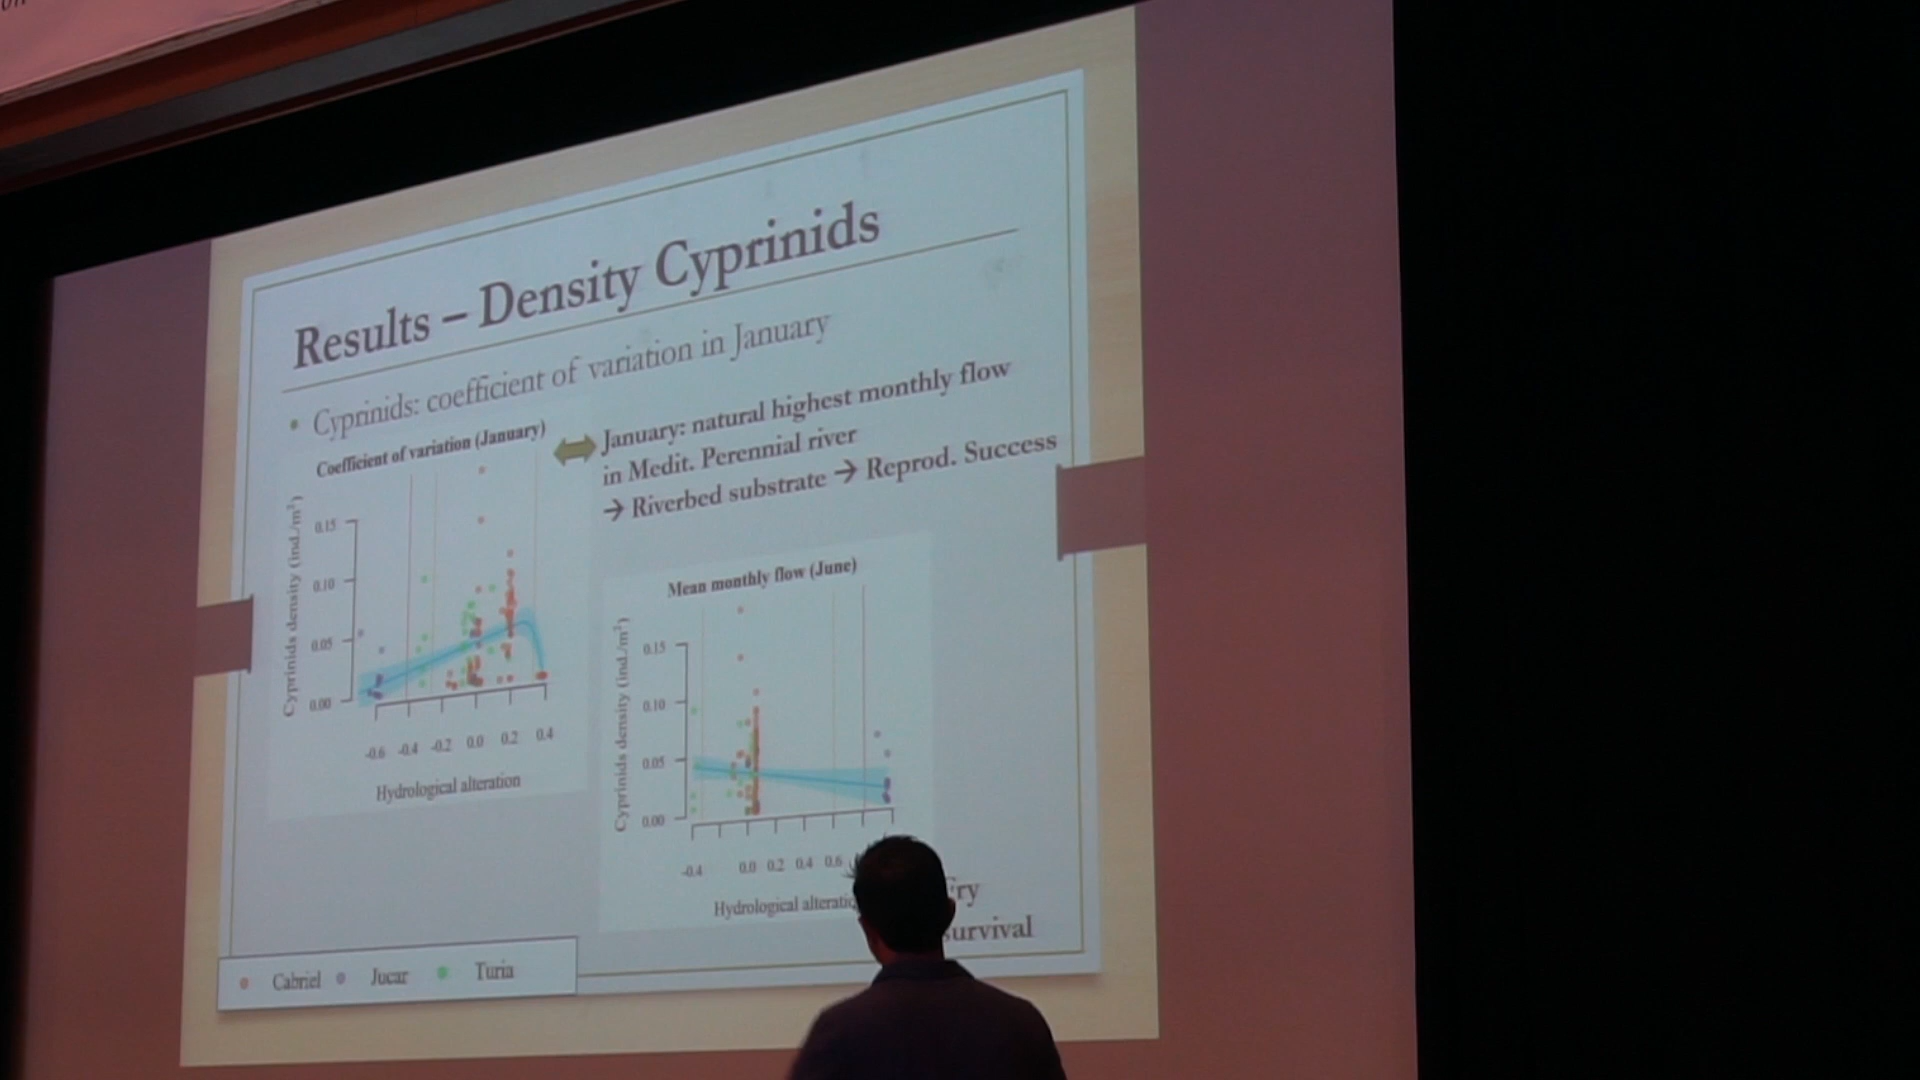 Results – Density Cyprinids
• Cyprinids: coefficient of variation in January
Coefficient of variation (January)
January: natural highest monthly flow
in Medit. Perennial river
→ Riverbed substrate → Reprod. Success
Cyprinids density (ind./m²)
0.15
0.10
0.05
0.00
-0.6 -0.4 -0.2 0.0 0.2 0.4
Hydrological alteration
Mean monthly flow (June)
Cyprinids density (ind./m²)
0.15
0.10
0.05
0.00
-0.4 0.0 0.2 0.4 0.6
Hydrological
Cabriel Jucar Turia